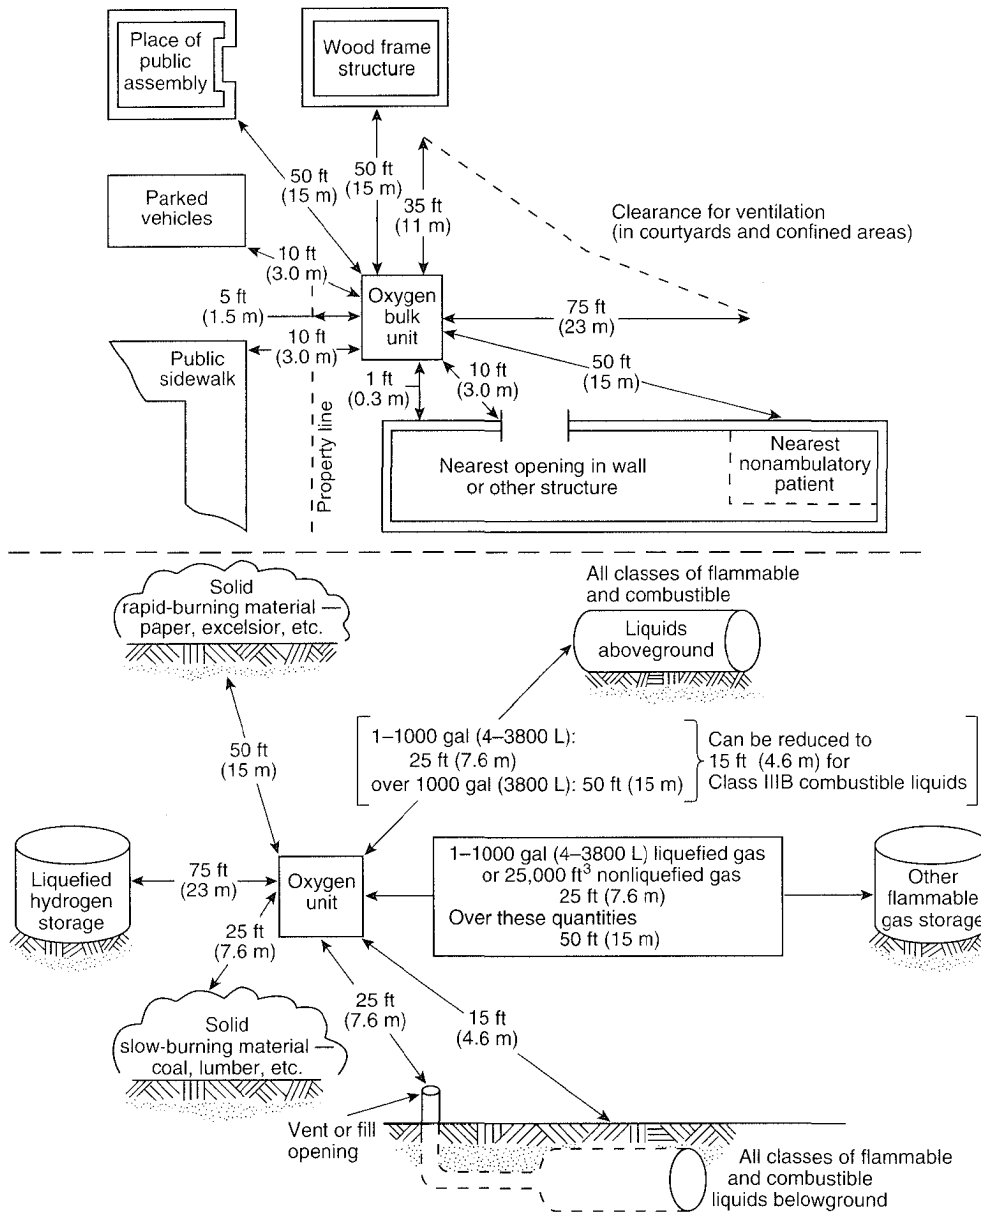 Place of
public
assembly
Wood frame
structure
50 ft
(15 m)
50 ft
(15 m)
35 ft
(11 m)
Parked
vehicles
Clearance for ventilation
(in courtyards and confined areas)
10 ft
(3.0 m)
5 ft
(1.5 m)
Oxygen
bulk
unit
75 ft
(23 m)
10 ft
(3.0 m)
Public
sidewalk
1 ft
(0.3 m)
10 ft
(3.0 m)
50 ft
(15 m)
Property line
Nearest opening in wall
or other structure
Nearest
nonambulatory
patient
Solid
rapid-burning material —
paper, excelsior, etc.
All classes of flammable
and combustible
Liquids
aboveground
50 ft
(15 m)
1–1000 gal (4–3800 L):
25 ft (7.6 m)
over 1000 gal (3800 L): 50 ft (15 m)
Can be reduced to
15 ft (4.6 m) for
Class IIIB combustible liquids
Liquefied
hydrogen
storage
75 ft
(23 m)
Oxygen
unit
1–1000 gal (4–3800 L) liquefied gas
or 25,000 ft³ nonliquefied gas
25 ft (7.6 m)
Over these quantities
50 ft (15 m)
Other
flammable
gas storage
25 ft
(7.6 m)
25 ft
(7.6 m)
15 ft
(4.6 m)
Solid
slow-burning material —
coal, lumber, etc.
Vent or fill
opening
All classes of flammable
and combustible
liquids belowground